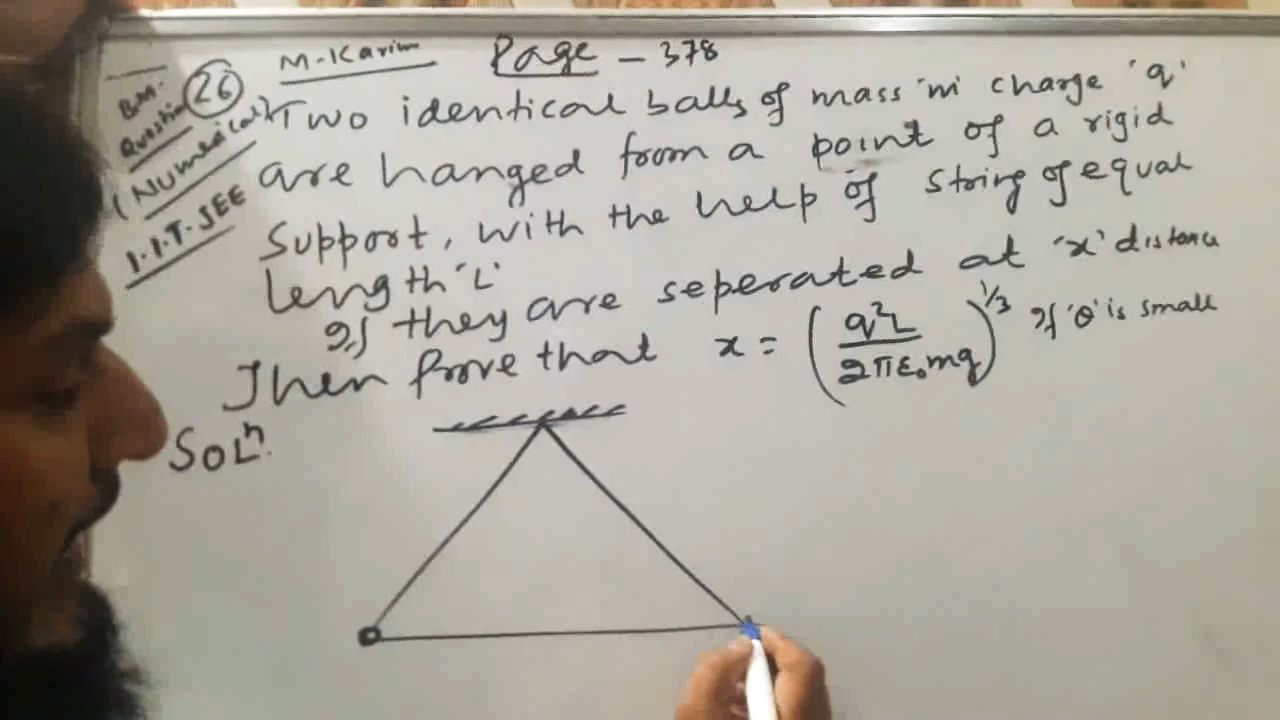 M.Karim Page - 378
B.M. Question
(Numerical)
I.I.T. JEE
26 Two identical balls of mass 'm' charge 'q'
are hanged from a point of a rigid
Support, with the help of String of equal
length 'L'
If they are seperated at 'x' distance
Then Prove that x = (q²L / 2πε₀mg)^1/3 If 'θ' is small
SOLⁿ.